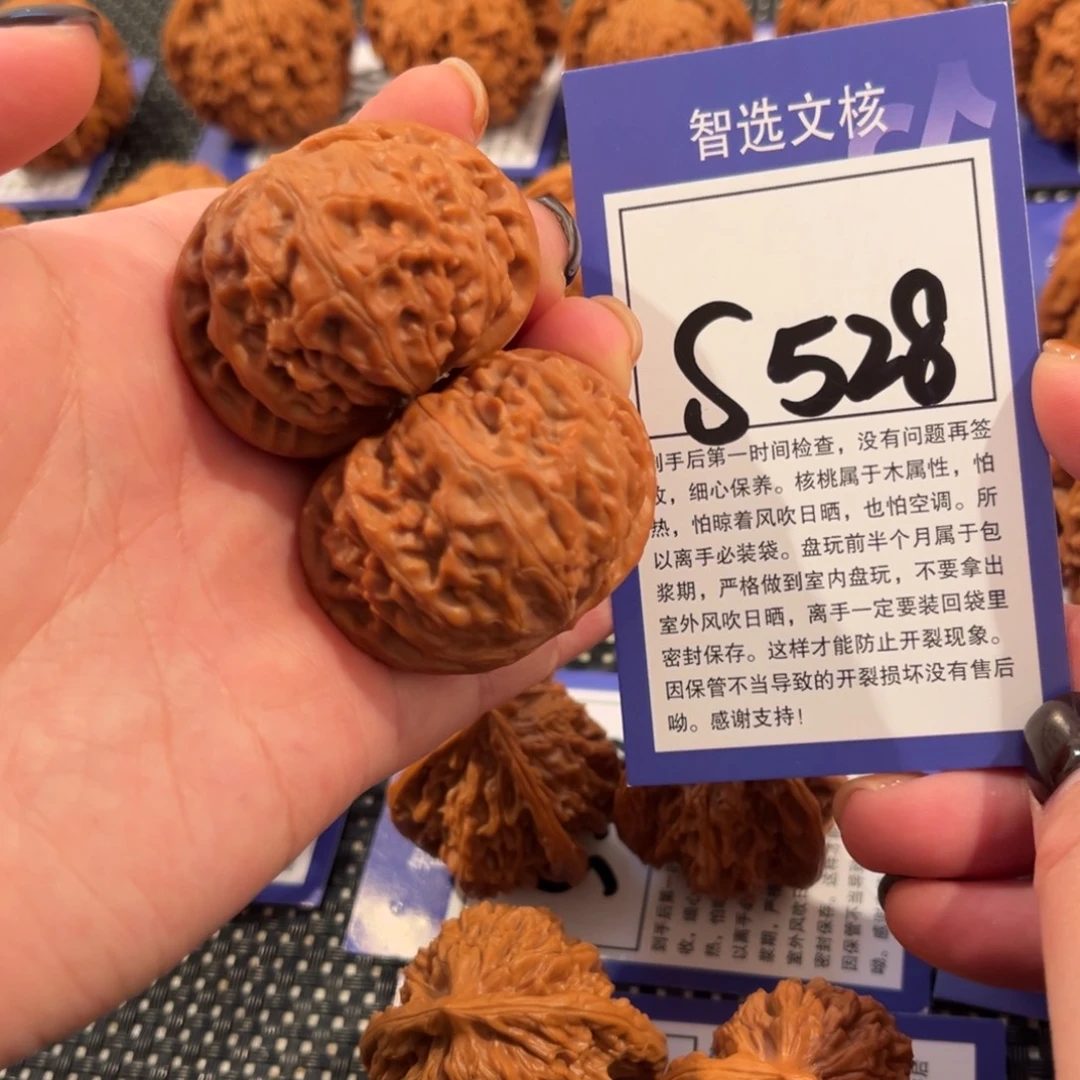 智选文核
S 528
到手后第一时间检查，没有问题再签
收，细心保养。核桃属于木属性，怕
热，怕晾着风吹日晒，也怕空调。所
以离手必装袋。盘玩前半个月属于包
浆期，严格做到室内盘玩，不要拿出
室外风吹日晒，离手一定要装回袋里
密封保存。这样才能防止开裂现象。
因保管不当导致的开裂损坏没有售后
呦。感谢支持！